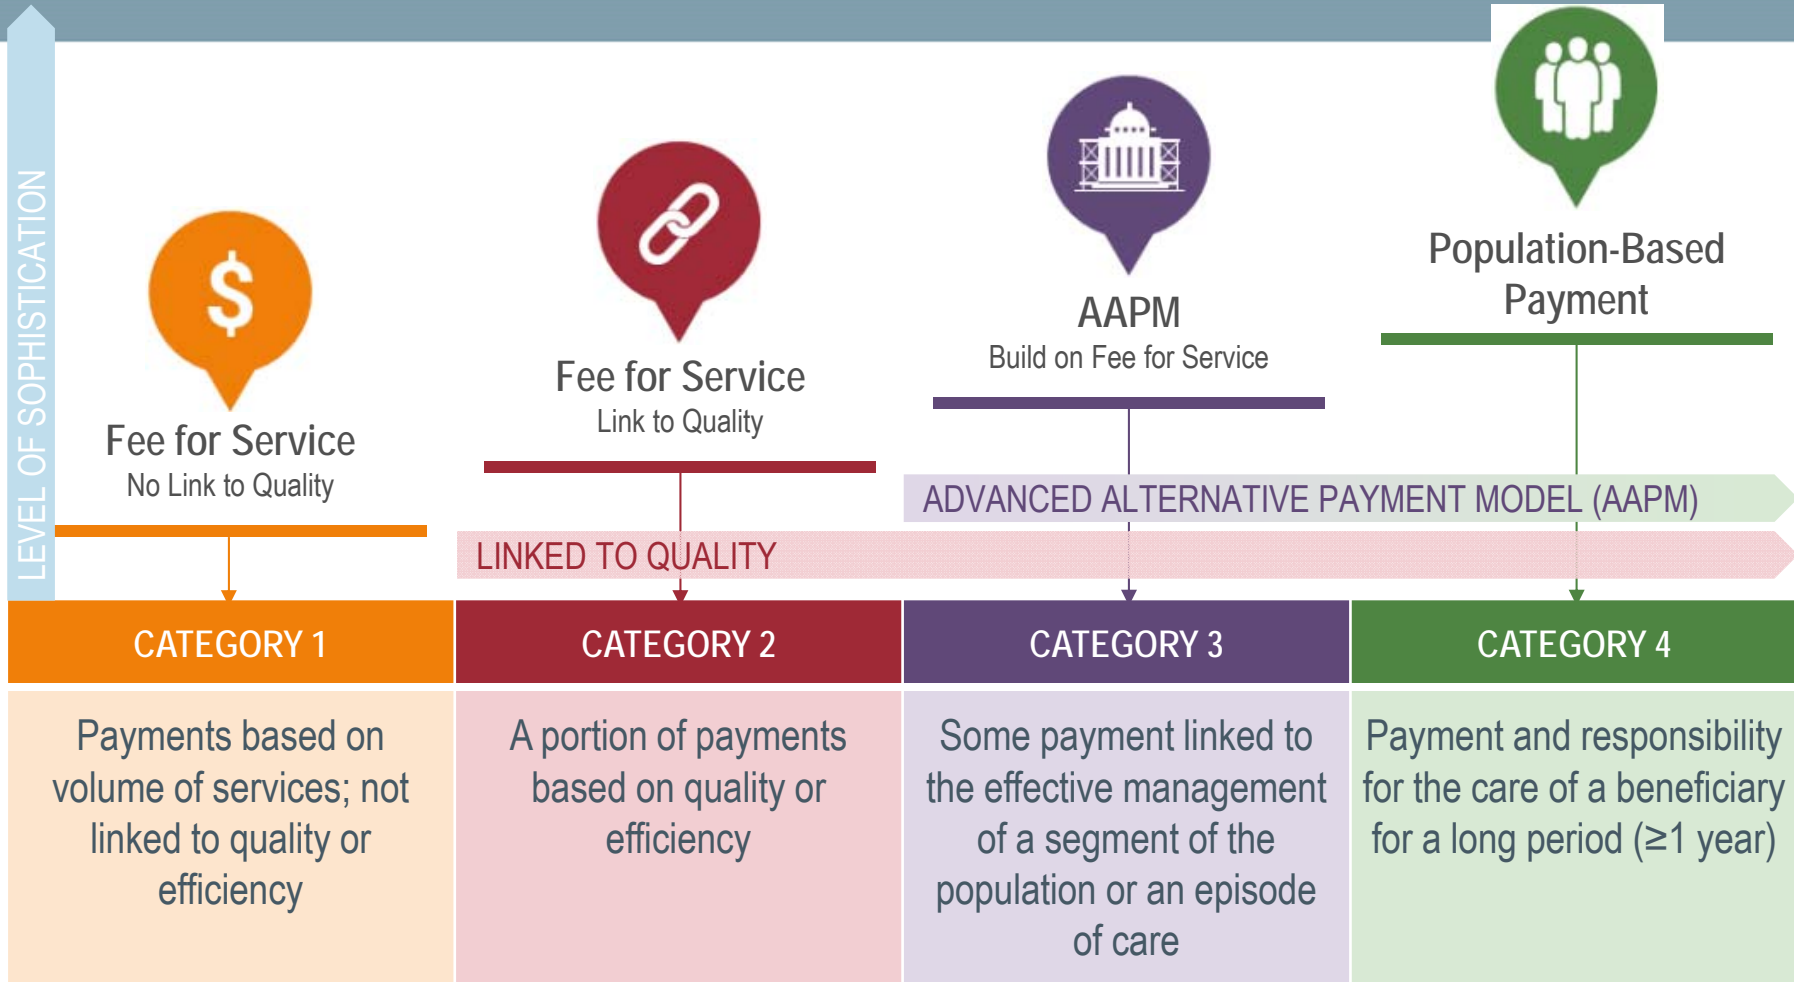 LEVEL OF SOPHISTICATION
$
Fee for Service
No Link to Quality
Fee for Service
Link to Quality
AAPM
Build on Fee for Service
Population-Based
Payment
ADVANCED ALTERNATIVE PAYMENT MODEL (AAPM)
LINKED TO QUALITY
CATEGORY 1
CATEGORY 2
CATEGORY 3
CATEGORY 4
Payments based on
volume of services; not
linked to quality or
efficiency
A portion of payments
based on quality or
efficiency
Some payment linked to
the effective management
of a segment of the
population or an episode
of care
Payment and responsibility
for the care of a beneficiary
for a long period (≥1 year)